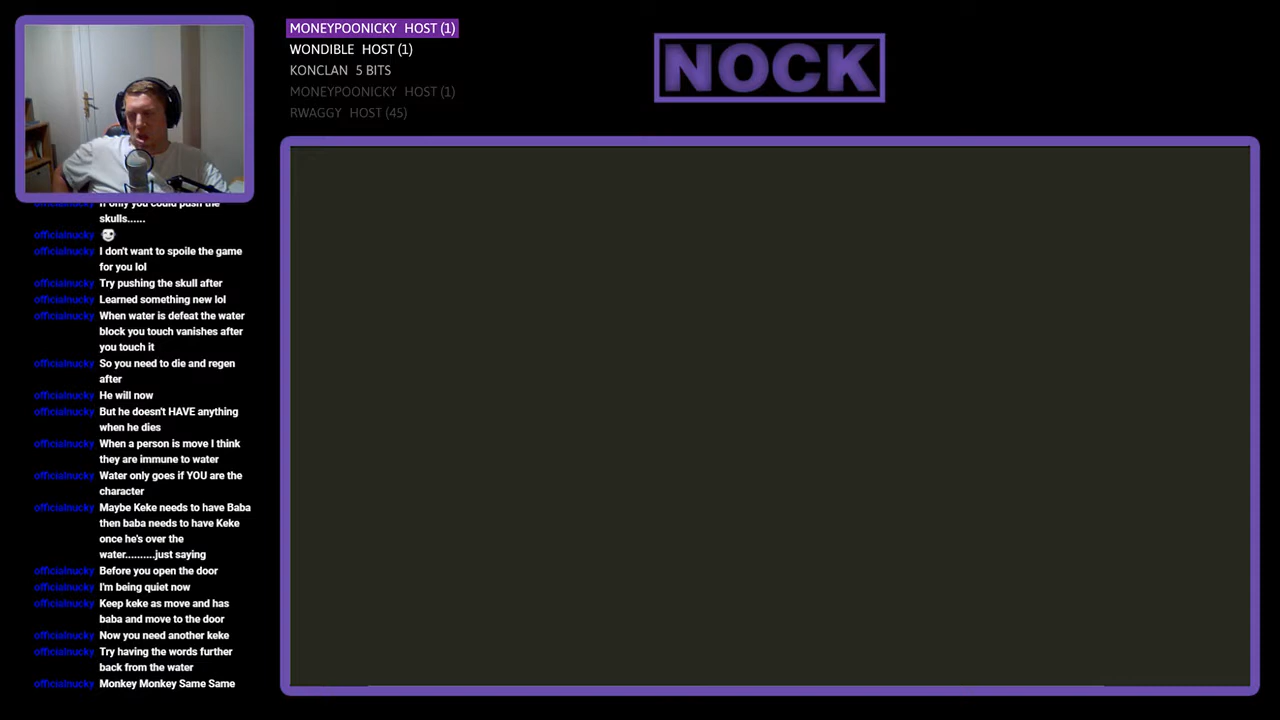 MONEYPOONICKY HOST (1)
WONDIBLE HOST (1)
KONCLAN 5 BITS
MONEYPOONICKY HOST (1)
RWAGGY HOST (45)
NOCK
officialnucky If only you could push the
skulls......
officialnucky
officialnucky I don't want to spoile the game
for you lol
officialnucky Try pushing the skull after
officialnucky Learned something new lol
officialnucky When water is defeat the water
block you touch vanishes after
you touch it
officialnucky So you need to die and regen
after
officialnucky He will now
officialnucky But he doesn't HAVE anything
when he dies
officialnucky When a person is move I think
they are immune to water
officialnucky Water only goes if YOU are the
character
officialnucky Maybe Keke needs to have Baba
then baba needs to have Keke
once he's over the
water..........just saying
officialnucky Before you open the door
officialnucky I'm being quiet now
officialnucky Keep keke as move and has
baba and move to the door
officialnucky Now you need another keke
officialnucky Try having the words further
back from the water
officialnucky Monkey Monkey Same Same